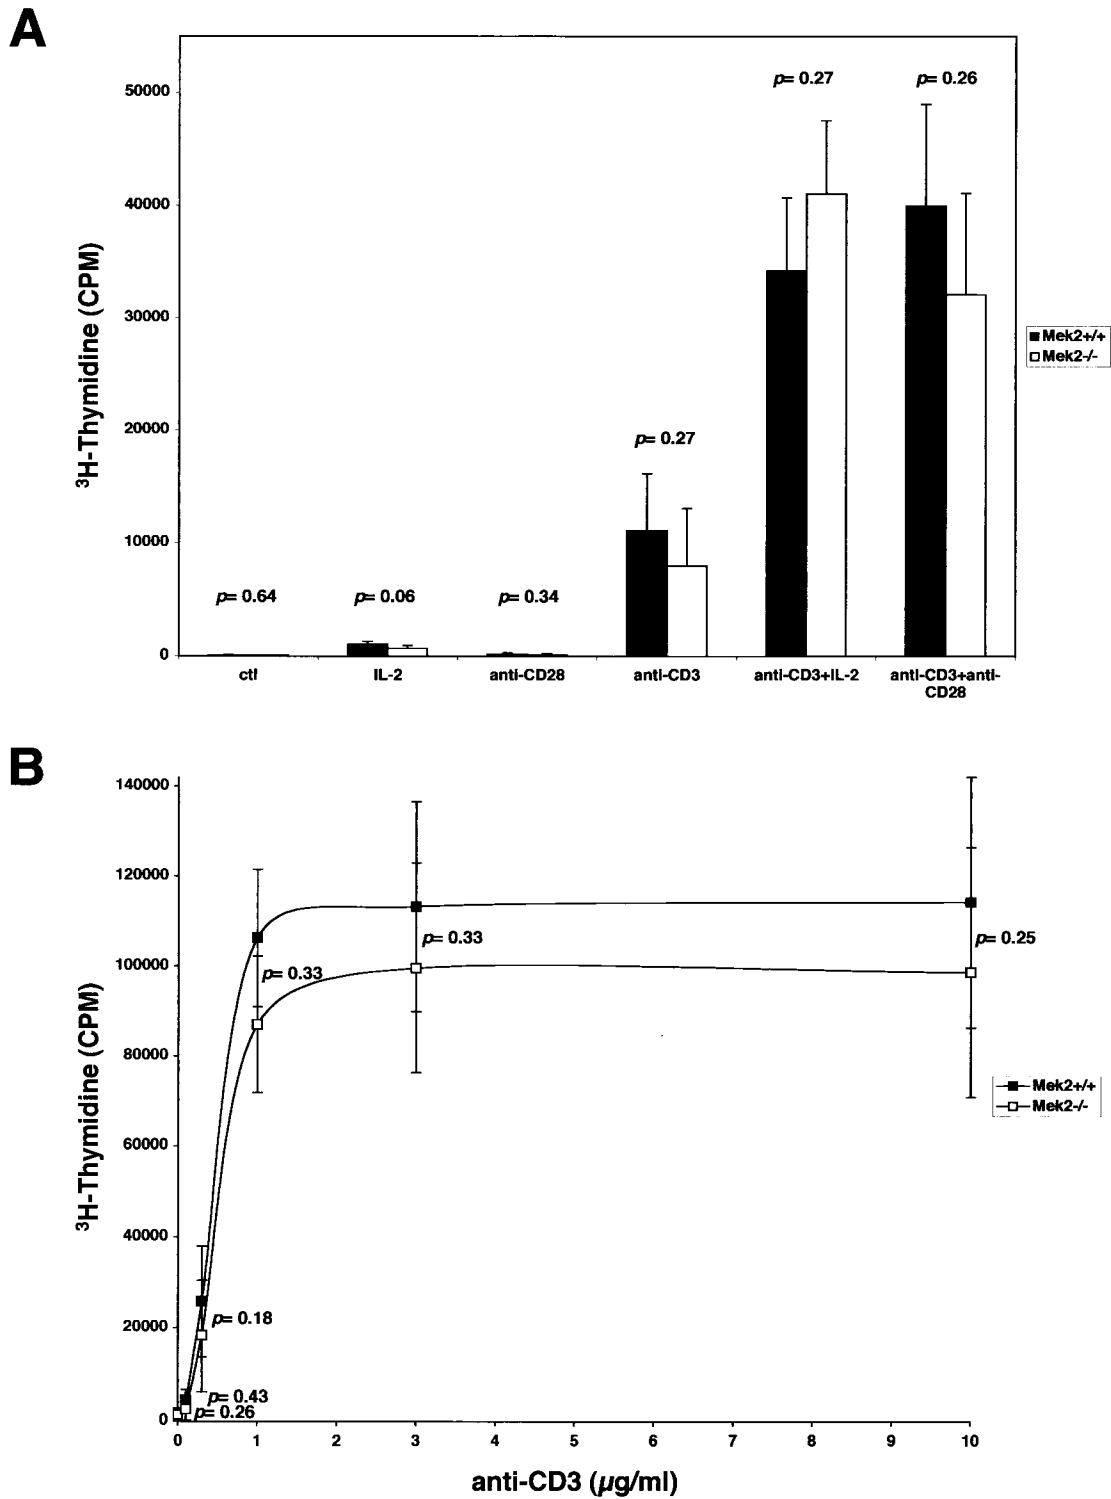 A
p= 0.27 p= 0.26
50000
40000
³H-Thymidine (CPM)
30000
Mek2+/+
Mek2-/-
20000
p= 0.27
10000
p= 0.64 p= 0.06 p= 0.34
0
ctl IL-2 anti-CD28 anti-CD3 anti-CD3+IL-2 anti-CD3+anti-
CD28
B
140000
120000
p= 0.33 p= 0.25
100000
p= 0.33
³H-Thymidine (CPM)
80000
Mek2+/+
Mek2-/-
60000
40000
20000
p= 0.18
p= 0.43
p= 0.26
0
0 1 2 3 4 5 6 7 8 9 10
anti-CD3 (µg/ml)